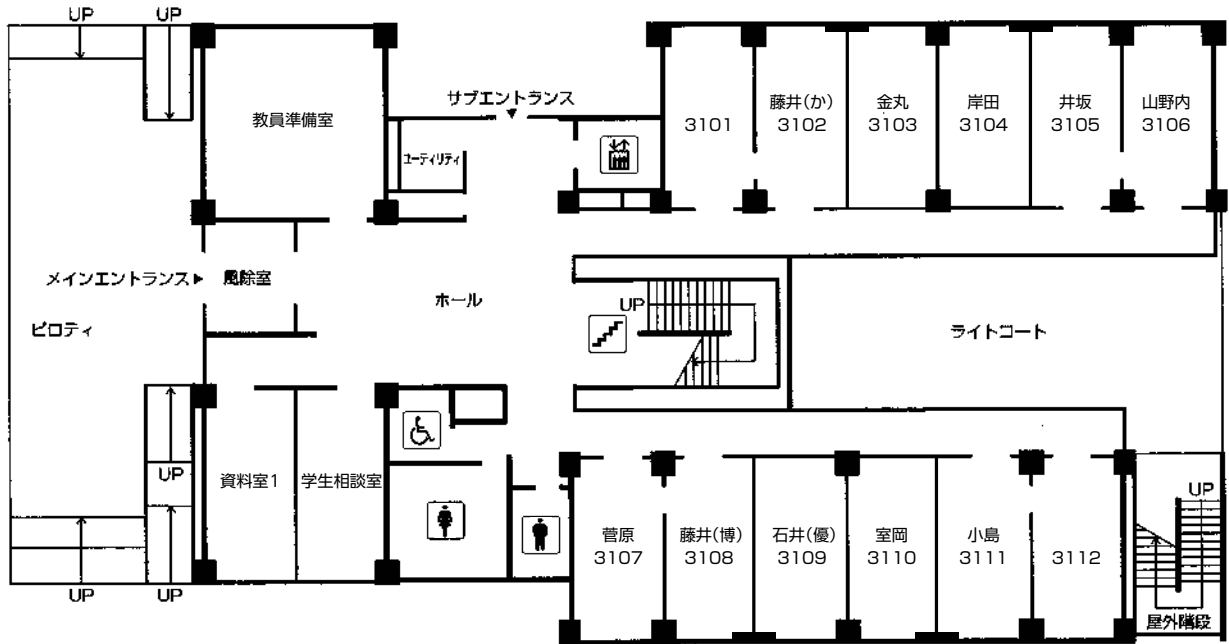 UP
UP
教員準備室
サブエントランス
ユーティリティ
3101
藤井(か)
3102
金丸
3103
岸田
3104
井坂
3105
山野内
3106
メインエントランス
風除室
ホール
UP
ピロティ
ライトコート
資料室1
学生相談室
UP
UP
UP
菅原
3107
藤井(博)
3108
石井(優)
3109
室岡
3110
小島
3111
3112
UP
屋外階段